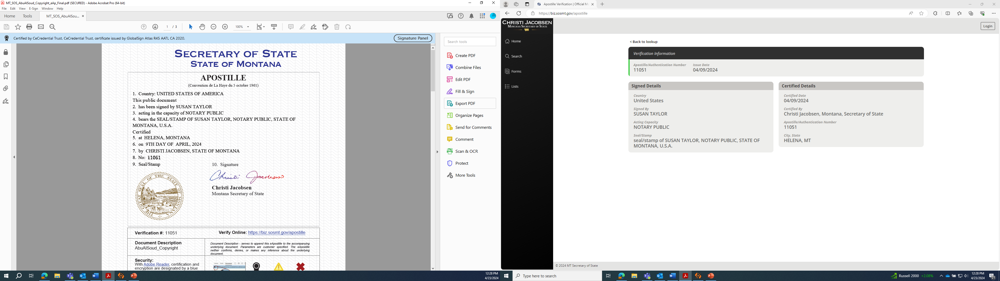 MT_SOS_AbuAlSoud_Copyright_eAp_Final.pdf (SECURED) - Adobe Acrobat Pro (64-bit)
File Edit View E-Sign Window Help
Home Tools MT_SOS_AbuAlSou...
1 / 3 100%
Certified by CeCredential Trust, CeCredential Trust, certificate issued by GlobalSign Atlas R45 AATL CA 2020.
Signature Panel
SECRETARY OF STATE
STATE OF MONTANA
APOSTILLE
(Convention de La Haye du 5 octobre 1961)
1. Country: UNITED STATES OF AMERICA
This public document
2. has been signed by SUSAN TAYLOR
3. acting in the capacity of NOTARY PUBLIC
4. bears the SEAL/STAMP OF SUSAN TAYLOR, NOTARY PUBLIC, STATE OF
MONTANA, U.S.A.
Certified
5. at HELENA, MONTANA
6. on 9TH DAY OF APRIL, 2024
7. by CHRISTI JACOBSEN, STATE OF MONTANA
8. No: 11051
9. Seal/Stamp
10. Signature
THE GREAT SEAL OF THE STATE OF MONTANA
Christi Jacobsen
Christi Jacobsen
Montana Secretary of State
Verification #: 11051
Verify Online: https://biz.sosmt.gov/apostille
Document Description
AbuAlSoud_Copyright
Document Description - serves to append this eApostille to the accompanying
underlying document. Parameters are customer specified. The eApostille
neither confirms, denies, or makes any inference about the underlying
document.
Security:
With Adobe Reader, certification and
encryption are designated by a blue
Search tools
Create PDF
Combine Files
Edit PDF
Fill & Sign
Export PDF
Organize Pages
Send for Comments
Comment
Scan & OCR
Protect
More Tools
12:28 PM
4/23/2024
Apostille Verification | Official Mo
https://biz.sosmt.gov/apostille
CHRISTI JACOBSEN
MONTANA SECRETARY OF STATE
Login
Home
Search
Forms
Lists
< Back to lookup
Verification Information
Apostille/Authentication Number
11051
Issue Date
04/09/2024
Signed Details
Country
United States
Signed By
SUSAN TAYLOR
Acting Capacity
NOTARY PUBLIC
Seal/Stamp
seal/stamp of SUSAN TAYLOR, NOTARY PUBLIC, STATE OF
MONTANA, U.S.A.
Certified Details
Certified Date
04/09/2024
Certified By
Christi Jacobsen, Montana, Secretary of State
Apostille/Authentication Number
11051
City, State
HELENA, MT
© 2024 MT Secretary of State
Type here to search
Russell 2000 +2.08%
12:28 PM
4/23/2024